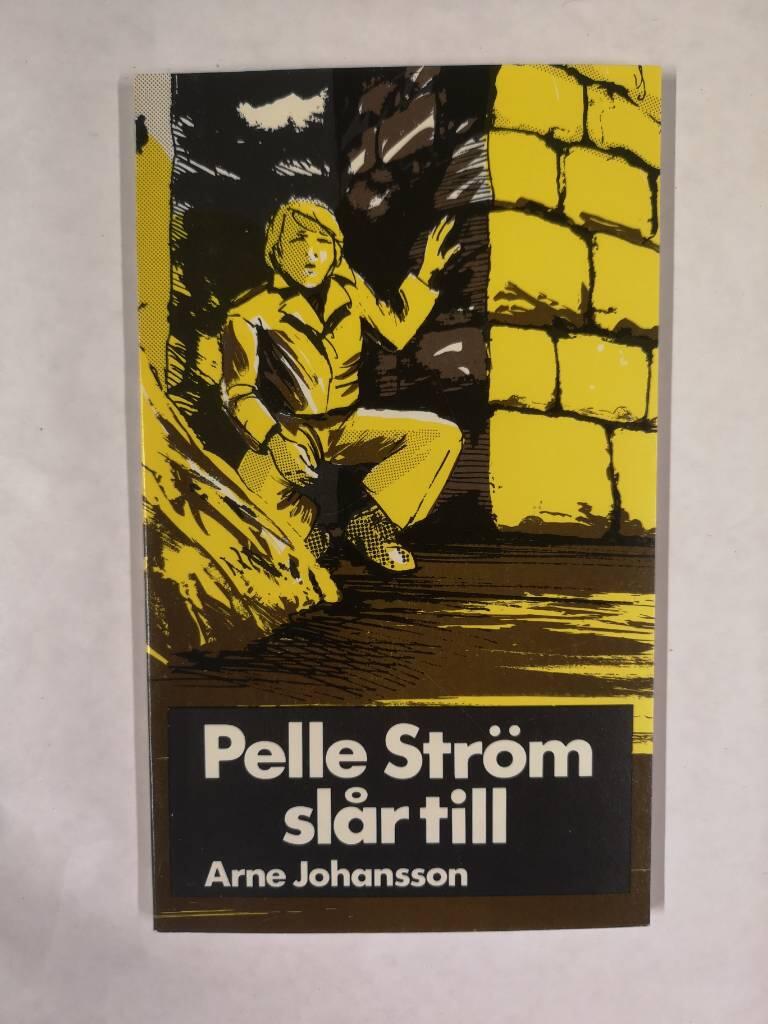 Pelle Ström
slår till
Arne Johansson